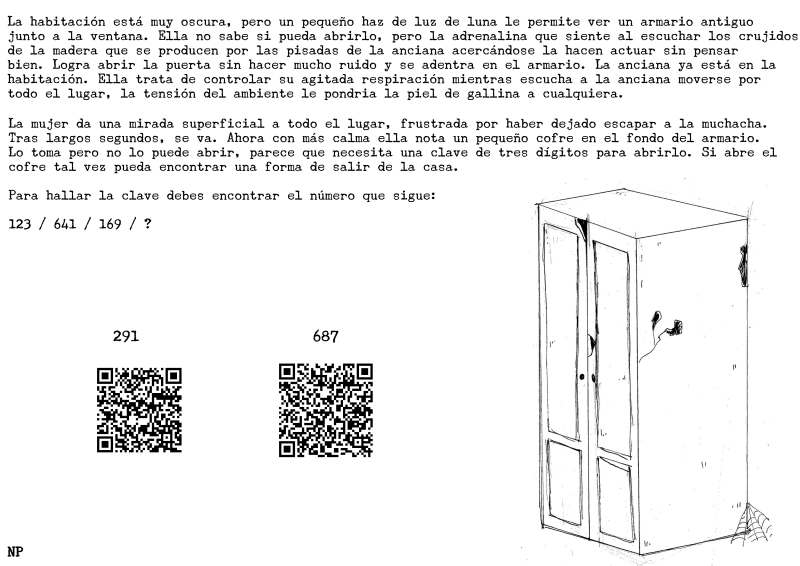 La habitación está muy oscura, pero un pequeño haz de luz de luna le permite ver un armario antiguo
junto a la ventana. Ella no sabe si pueda abrirlo, pero la adrenalina que siente al escuchar los crujidos
de la madera que se producen por las pisadas de la anciana acercándose la hacen actuar sin pensar
bien. Logra abrir la puerta sin hacer mucho ruido y se adentra en el armario. La anciana ya está en la
habitación. Ella trata de controlar su agitada respiración mientras escucha a la anciana moverse por
todo el lugar, la tensión del ambiente le pondria la piel de gallina a cualquiera.
La mujer da una mirada superficial a todo el lugar, frustrada por haber dejado escapar a la muchacha.
Tras largos segundos, se va. Ahora con más calma ella nota un pequeño cofre en el fondo del armario.
Lo toma pero no lo puede abrir, parece que necesita una clave de tres dígitos para abrirlo. Si abre el
cofre tal vez pueda encontrar una forma de salir de la casa.
Para hallar la clave debes encontrar el número que sigue:
123 / 641 / 169 / ?
291 687
NP